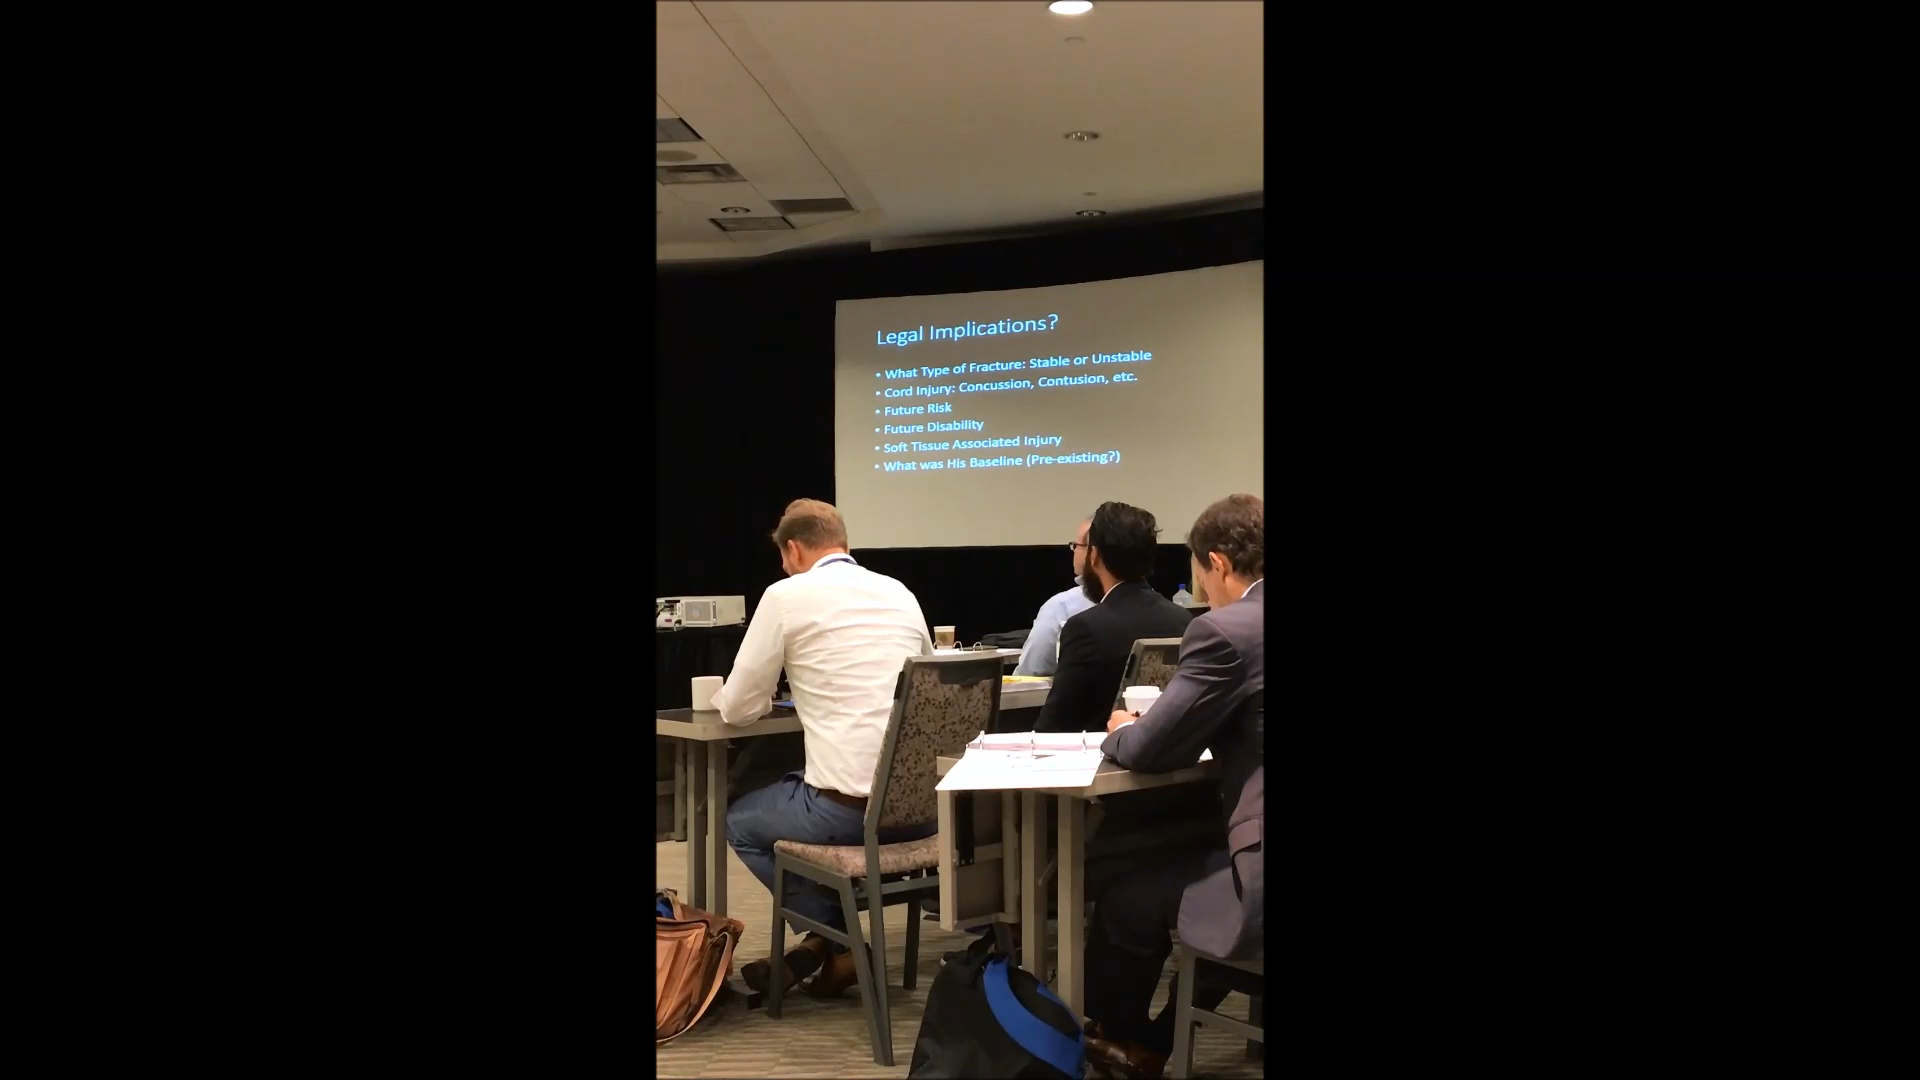 Legal Implications?
• What Type of Fracture: Stable or Unstable
• Cord Injury: Concussion, Contusion, etc.
• Future Risk
• Future Disability
• Soft Tissue Associated Injury
• What was His Baseline (Pre-existing?)